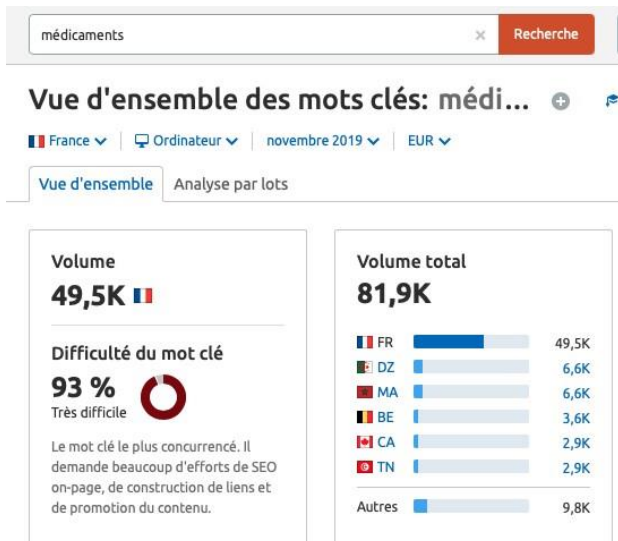 médicaments × Recherche
Vue d'ensemble des mots clés: médi...
France Ordinateur novembre 2019 EUR
Vue d'ensemble Analyse par lots
Volume
49,5K
Difficulté du mot clé
93 %
Très difficile
Le mot clé le plus concurrencé. Il
demande beaucoup d'efforts de SEO
on-page, de construction de liens et
de promotion du contenu.
Volume total
81,9K
FR 49,5K
DZ 6,6K
MA 6,6K
BE 3,6K
CA 2,9K
TN 2,9K
Autres 9,8K